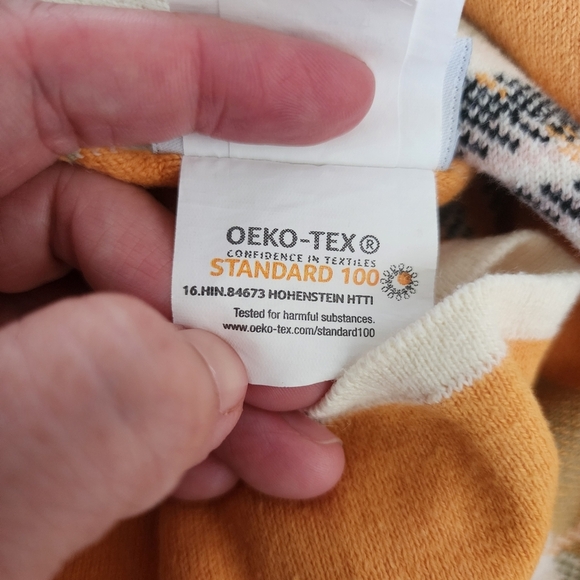 OEKO-TEX®
CONFIDENCE IN TEXTILES
STANDARD 100
16.HIN.84673 HOHENSTEIN HTTI
Tested for harmful substances.
www.oeko-tex.com/standard100